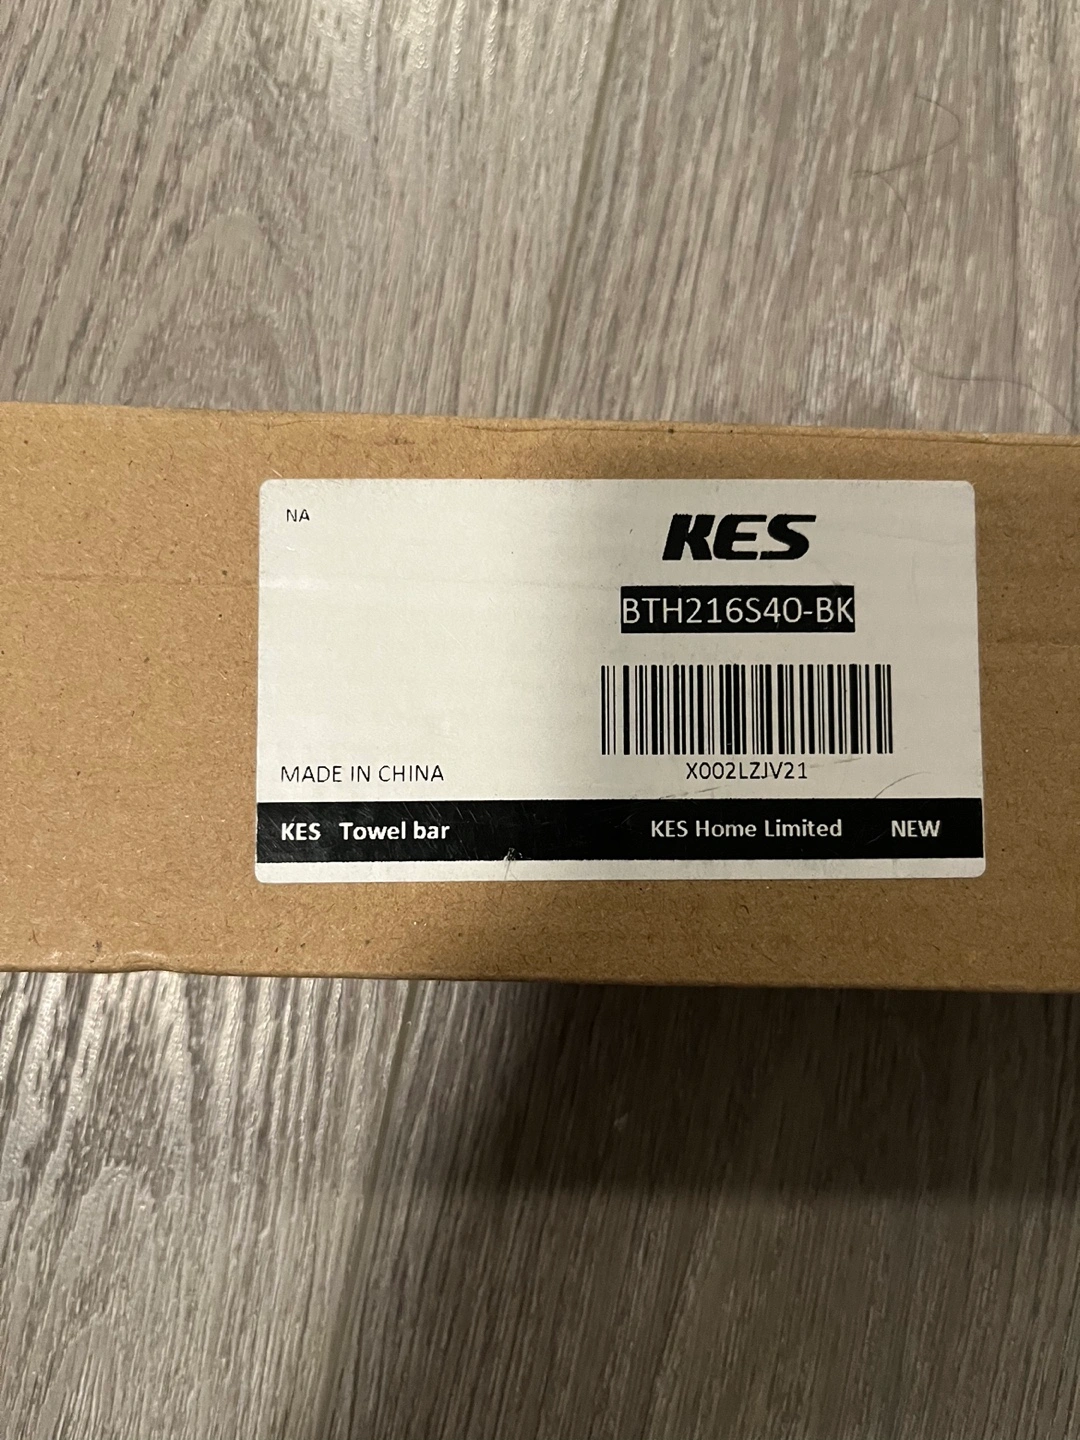 NA
KES
BTH216S40-BK
X002LZJV21
MADE IN CHINA
KES Towel bar KES Home Limited NEW